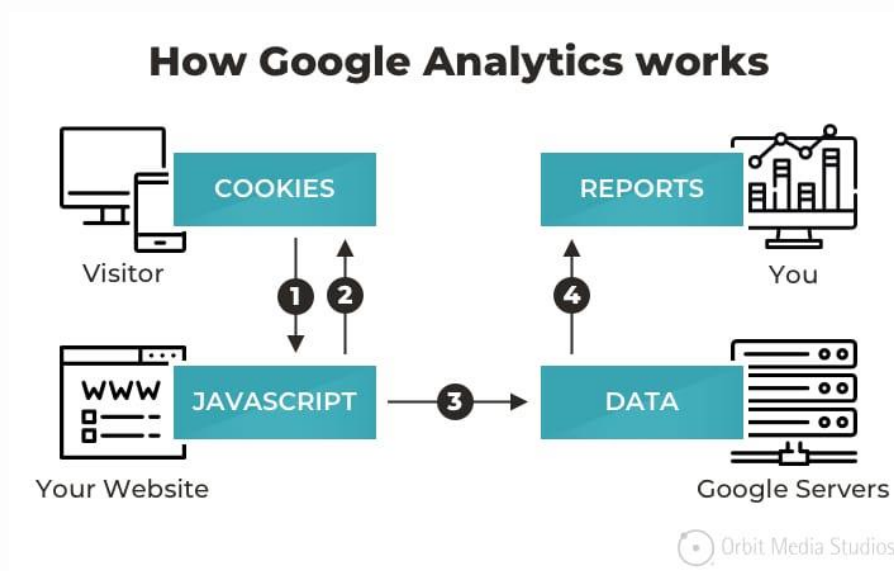 How Google Analytics works
COOKIES
REPORTS
Visitor
You
1
2
4
WWW
JAVASCRIPT
3
DATA
Your Website
Google Servers
Orbit Media Studios